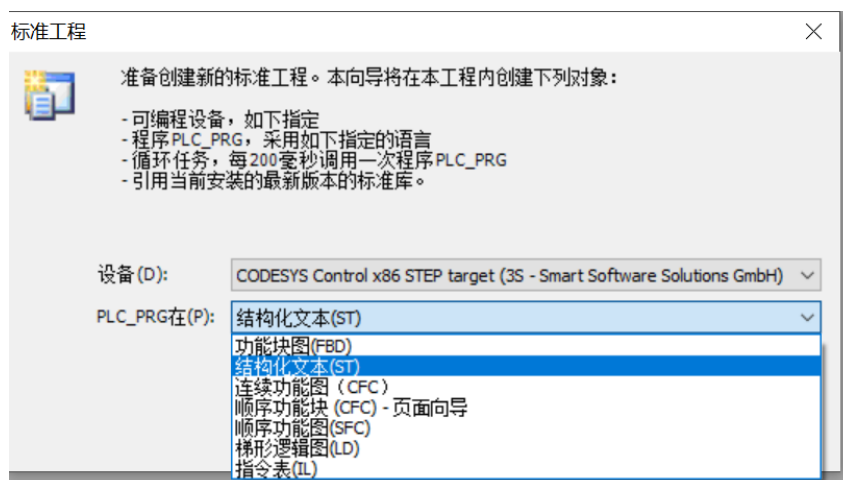 标准工程
准备创建新的标准工程。本向导将在本工程内创建下列对象：
- 可编程设备，如下指定
- 程序PLC_PRG，采用如下指定的语言
- 循环任务，每200毫秒调用一次程序PLC_PRG
- 引用当前安装的最新版本的标准库。
设备(D): CODESYS Control x86 STEP target (3S - Smart Software Solutions GmbH)
PLC_PRG在(P): 结构化文本(ST)
功能块图(FBD)
结构化文本(ST)
连续功能图（CFC）
顺序功能块 (CFC) - 页面向导
顺序功能图(SFC)
梯形逻辑图(LD)
指令表(IL)